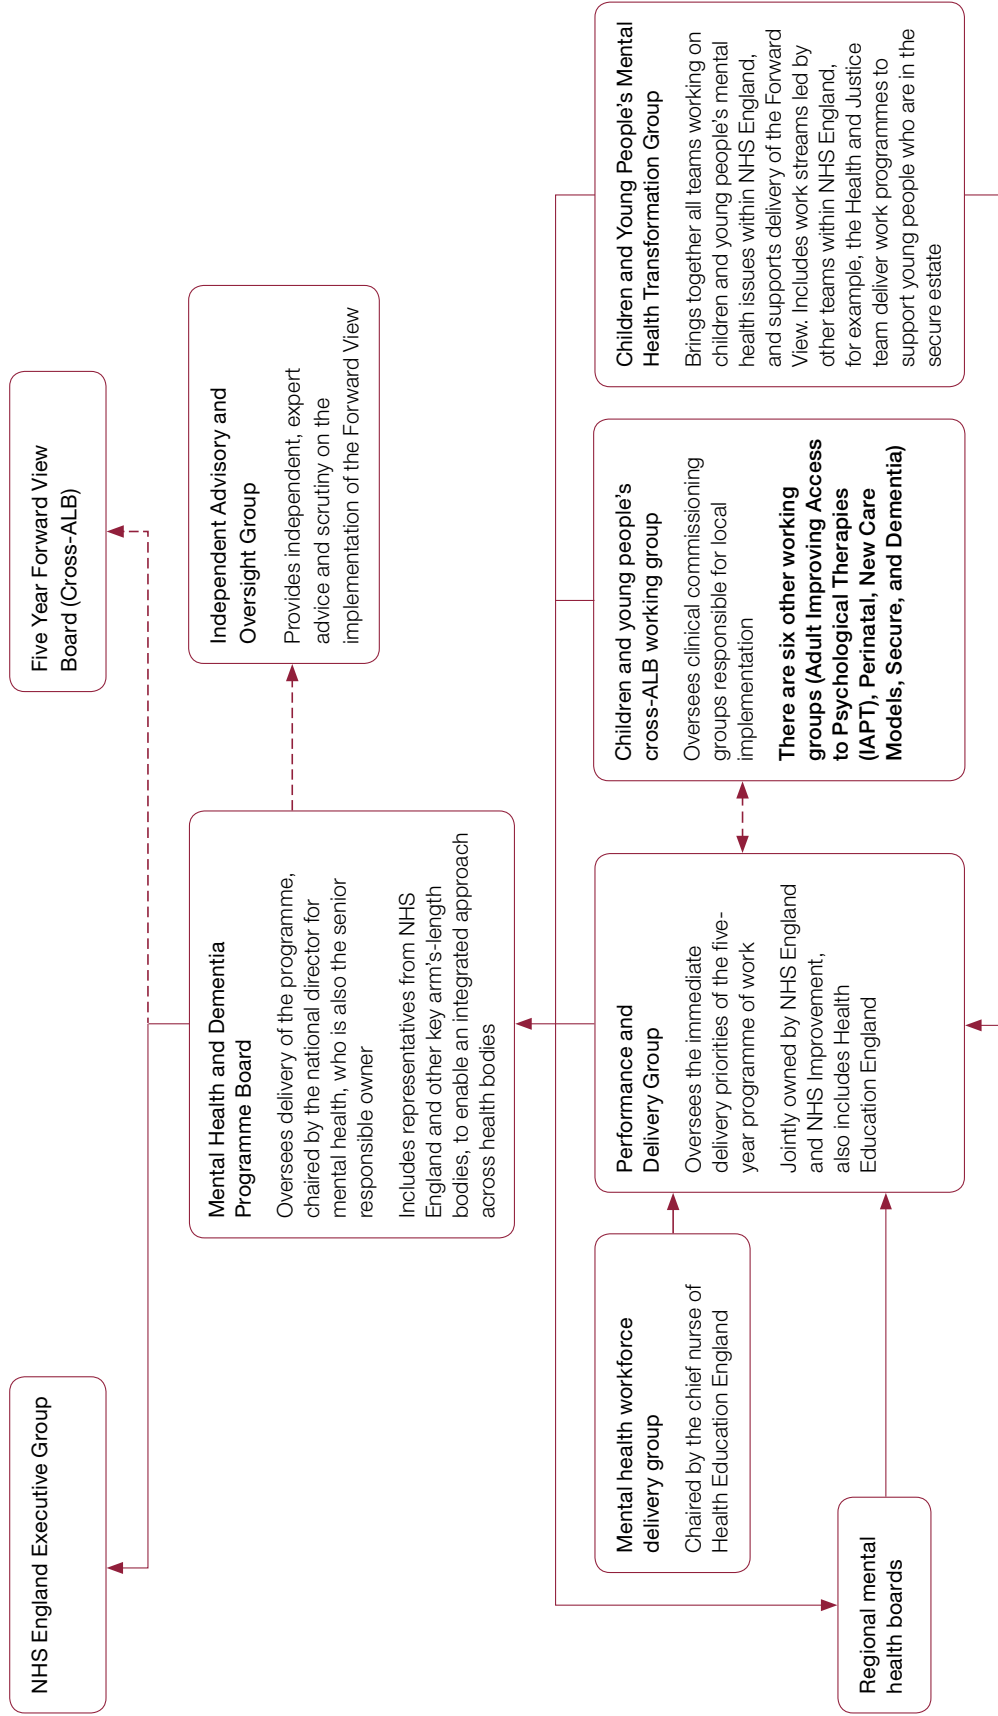 NHS England Executive Group
Five Year Forward View
Board (Cross-ALB)
Mental Health and Dementia
Programme Board
Oversees delivery of the programme,
chaired by the national director for
mental health, who is also the senior
responsible owner
Includes representatives from NHS
England and other key arm’s-length
bodies, to enable an integrated approach
across health bodies
Independent Advisory and
Oversight Group
Provides independent, expert
advice and scrutiny on the
implementation of the Forward View
Mental health workforce
delivery group
Chaired by the chief nurse of
Health Education England
Regional mental
health boards
Performance and
Delivery Group
Oversees the immediate
delivery priorities of the five-
year programme of work
Jointly owned by NHS England
and NHS Improvement,
also includes Health
Education England
Children and young people’s
cross-ALB working group
Oversees clinical commissioning
groups responsible for local
implementation
There are six other working
groups (Adult Improving Access
to Psychological Therapies
(IAPT), Perinatal, New Care
Models, Secure, and Dementia)
Children and Young People’s Mental
Health Transformation Group
Brings together all teams working on
children and young people’s mental
health issues within NHS England,
and supports delivery of the Forward
View. Includes work streams led by
other teams within NHS England,
for example, the Health and Justice
team deliver work programmes to
support young people who are in the
secure estate